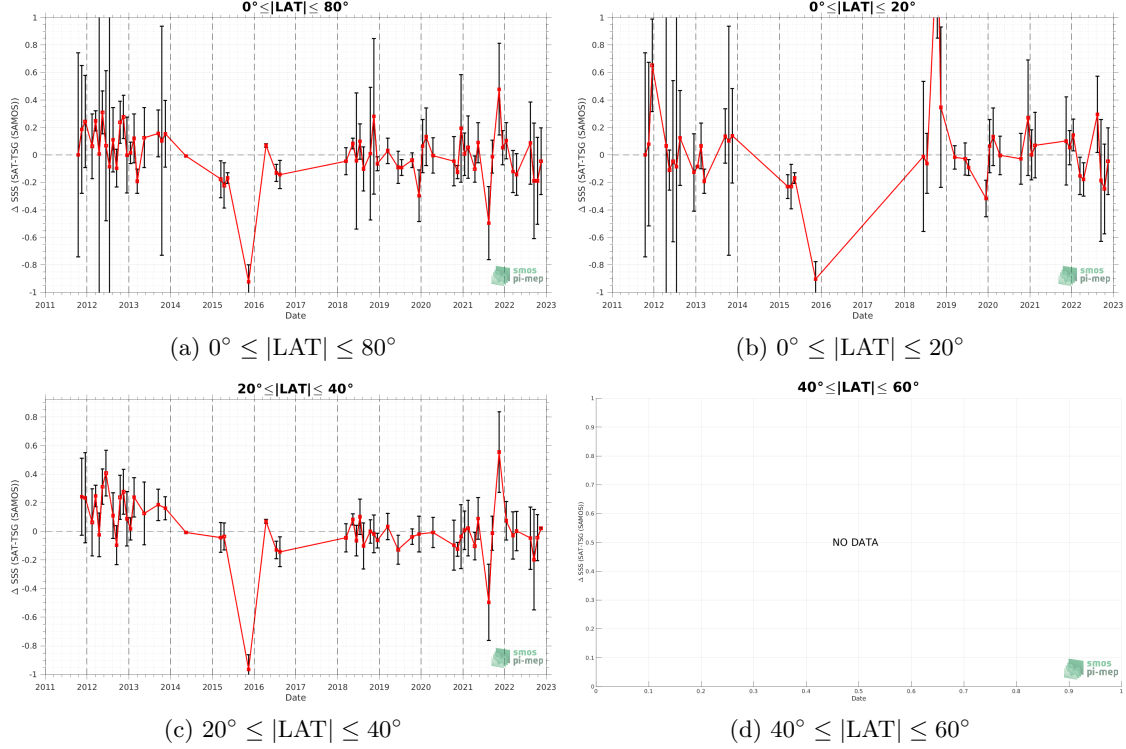 0°≤|LAT|≤ 80°
1
0.8
0.6
0.4
0.2
0
-0.2
-0.4
-0.6
-0.8
-1
Δ SSS (SAT-TSG (SAMOS))
2011 2012 2013 2014 2015 2016 2017 2018 2019 2020 2021 2022 2023
Date
smos
pi-mep
(a) 0° ≤ |LAT| ≤ 80°
0°≤|LAT|≤ 20°
1
0.8
0.6
0.4
0.2
0
-0.2
-0.4
-0.6
-0.8
-1
Δ SSS (SAT-TSG (SAMOS))
2011 2012 2013 2014 2015 2016 2017 2018 2019 2020 2021 2022 2023
Date
smos
pi-mep
(b) 0° ≤ |LAT| ≤ 20°
20°≤|LAT|≤ 40°
0.8
0.6
0.4
0.2
0
-0.2
-0.4
-0.6
-0.8
-1
Δ SSS (SAT-TSG (SAMOS))
2011 2012 2013 2014 2015 2016 2017 2018 2019 2020 2021 2022 2023
Date
smos
pi-mep
(c) 20° ≤ |LAT| ≤ 40°
40°≤|LAT|≤ 60°
1
0.9
0.8
0.7
0.6
0.5
0.4
0.3
0.2
0.1
0
Δ SSS (SAT-TSG (SAMOS))
NO DATA
0 0.1 0.2 0.3 0.4 0.5 0.6 0.7 0.8 0.9 1
Date
smos
pi-mep
(d) 40° ≤ |LAT| ≤ 60°